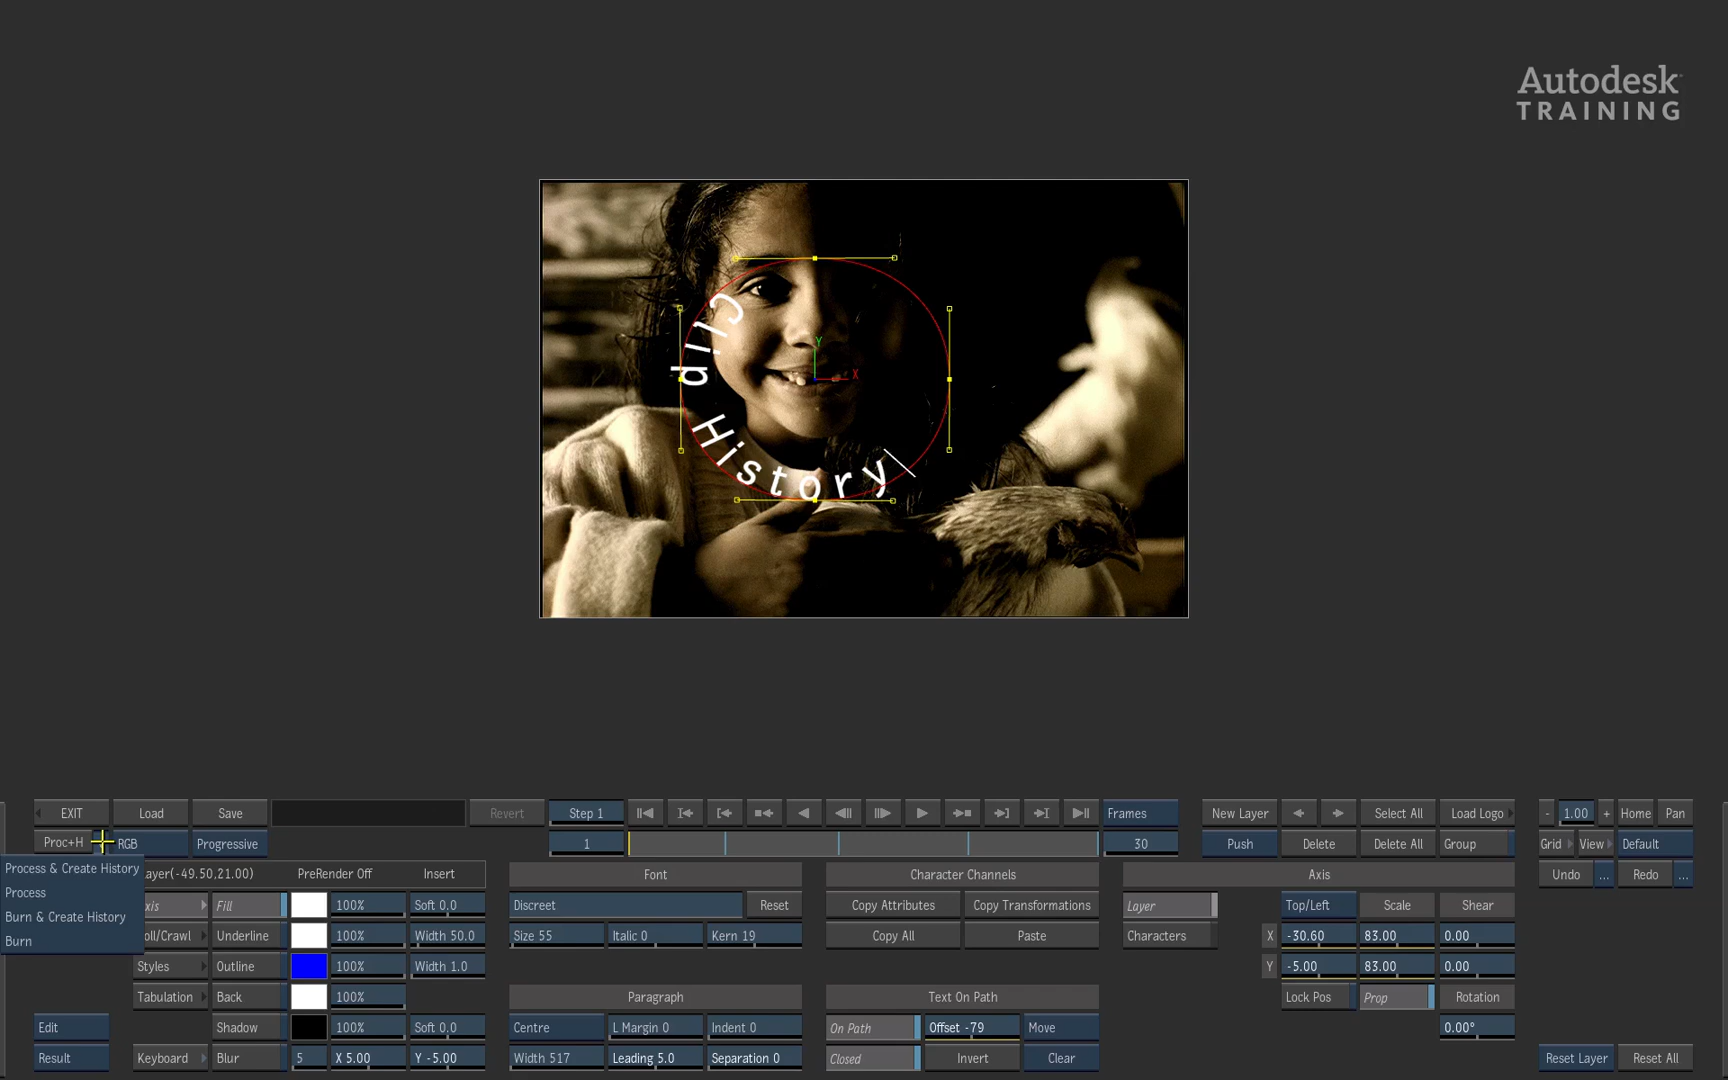 Autodesk
TRAINING
Clip History
Y
X
EXIT Load Save Revert Step 1 Frames New Layer Select All Load Logo - 1.00 + Home Pan
Proc+H RGB Progressive 1 30 Push Delete Delete All Group Grid View Default
Process & Create History
Process
Burn & Create History
Burn
ayer(-49.50,21.00) PreRender Off Insert Font Character Channels Axis Undo ... Redo ...
xis Fill 100% Soft 0.0 Discreet Reset Copy Attributes Copy Transformations Layer Top/Left Scale Shear
oll/Crawl Underline 100% Width 50.0 Size 55 Italic 0 Kern 19 Copy All Paste Characters X -30.60 83.00 0.00
Styles Outline 100% Width 1.0 Y -5.00 83.00 0.00
Tabulation Back 100% Paragraph Text On Path Lock Pos Prop Rotation
Edit Shadow 100% Soft 0.0 Centre L Margin 0 Indent 0 On Path Offset -79 Move 0.00°
Result Keyboard Blur 5 X 5.00 Y -5.00 Width 517 Leading 5.0 Separation 0 Closed Invert Clear Reset Layer Reset All